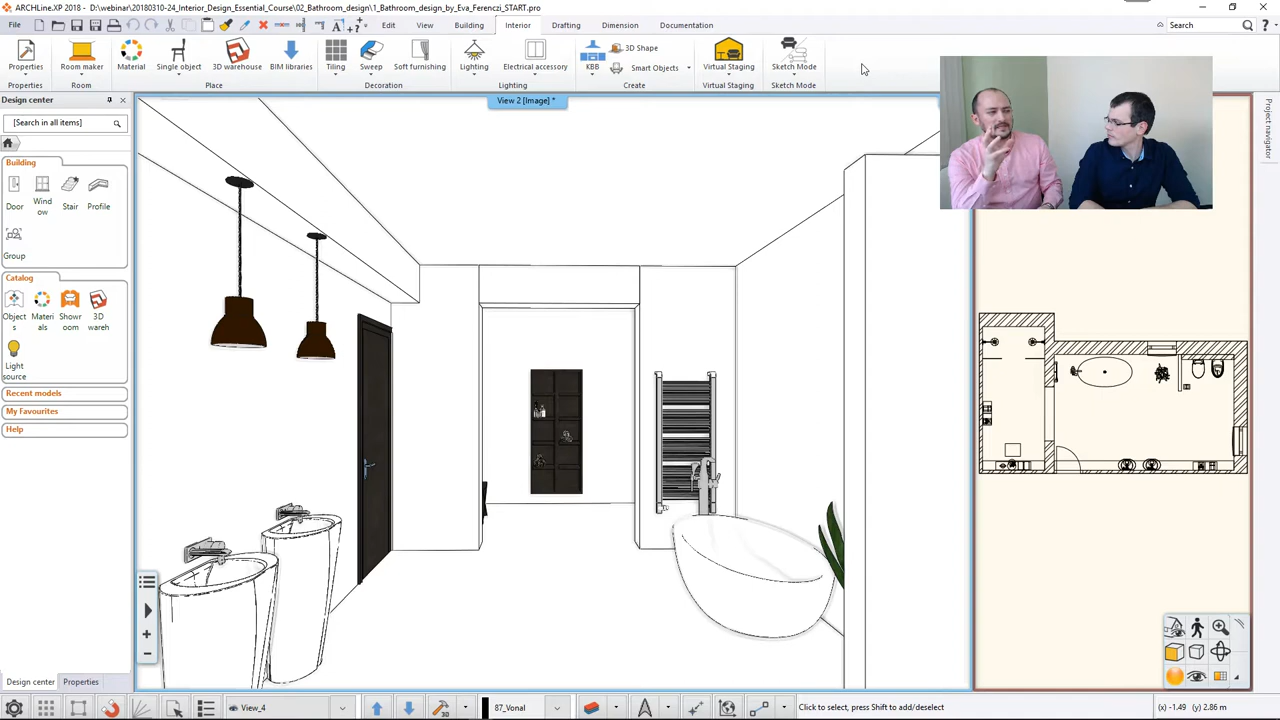 ARCHLine.XP 2018 - D:\webinar\20180310-24_Interior_Design_Essential_Course\02_Bathroom_design\1_Bathroom_design_by_Eva_Ferenczi_START.pro
File Edit View Building Interior Drafting Dimension Documentation Search
Properties Room maker Material Single object 3D warehouse BIM libraries Tiling Sweep Soft furnishing Lighting Electrical accessory KBB 3D Shape Smart Objects Virtual Staging Sketch Mode
Properties Room Place Decoration Lighting Create Virtual Staging Sketch Mode
Design center
View 2 [Image] *
Project navigator
[Search in all items]
Building
Door Wind
ow Stair Profile
Group
Catalog
Object
s Materi
als Show
room 3D
wareh
Light
source
Recent models
My Favourites
Help
Design center Properties
View_4 87_Vonal Click to select, press Shift to add/deselect (x) -1.49 (y) 2.86 m